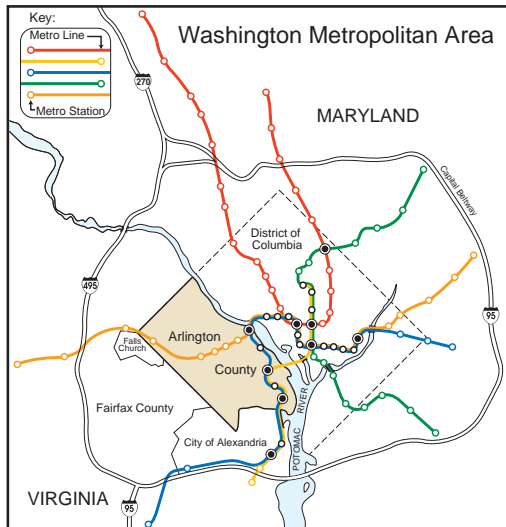 Key:
Metro Line
Metro Station
Washington Metropolitan Area
270
MARYLAND
Capital Beltway
District of
Columbia
495
95
Arlington
Falls
Church
County
Fairfax County
POTOMAC RIVER
City of Alexandria
VIRGINIA
95